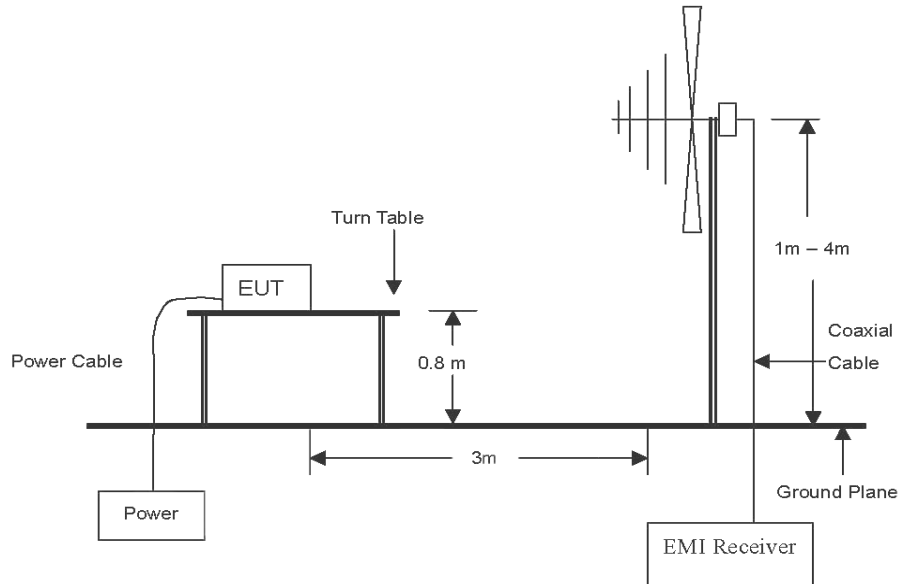 Turn Table
1m – 4m
EUT
Coaxial
Cable
Power Cable
0.8 m
3m
Ground Plane
Power
EMI Receiver